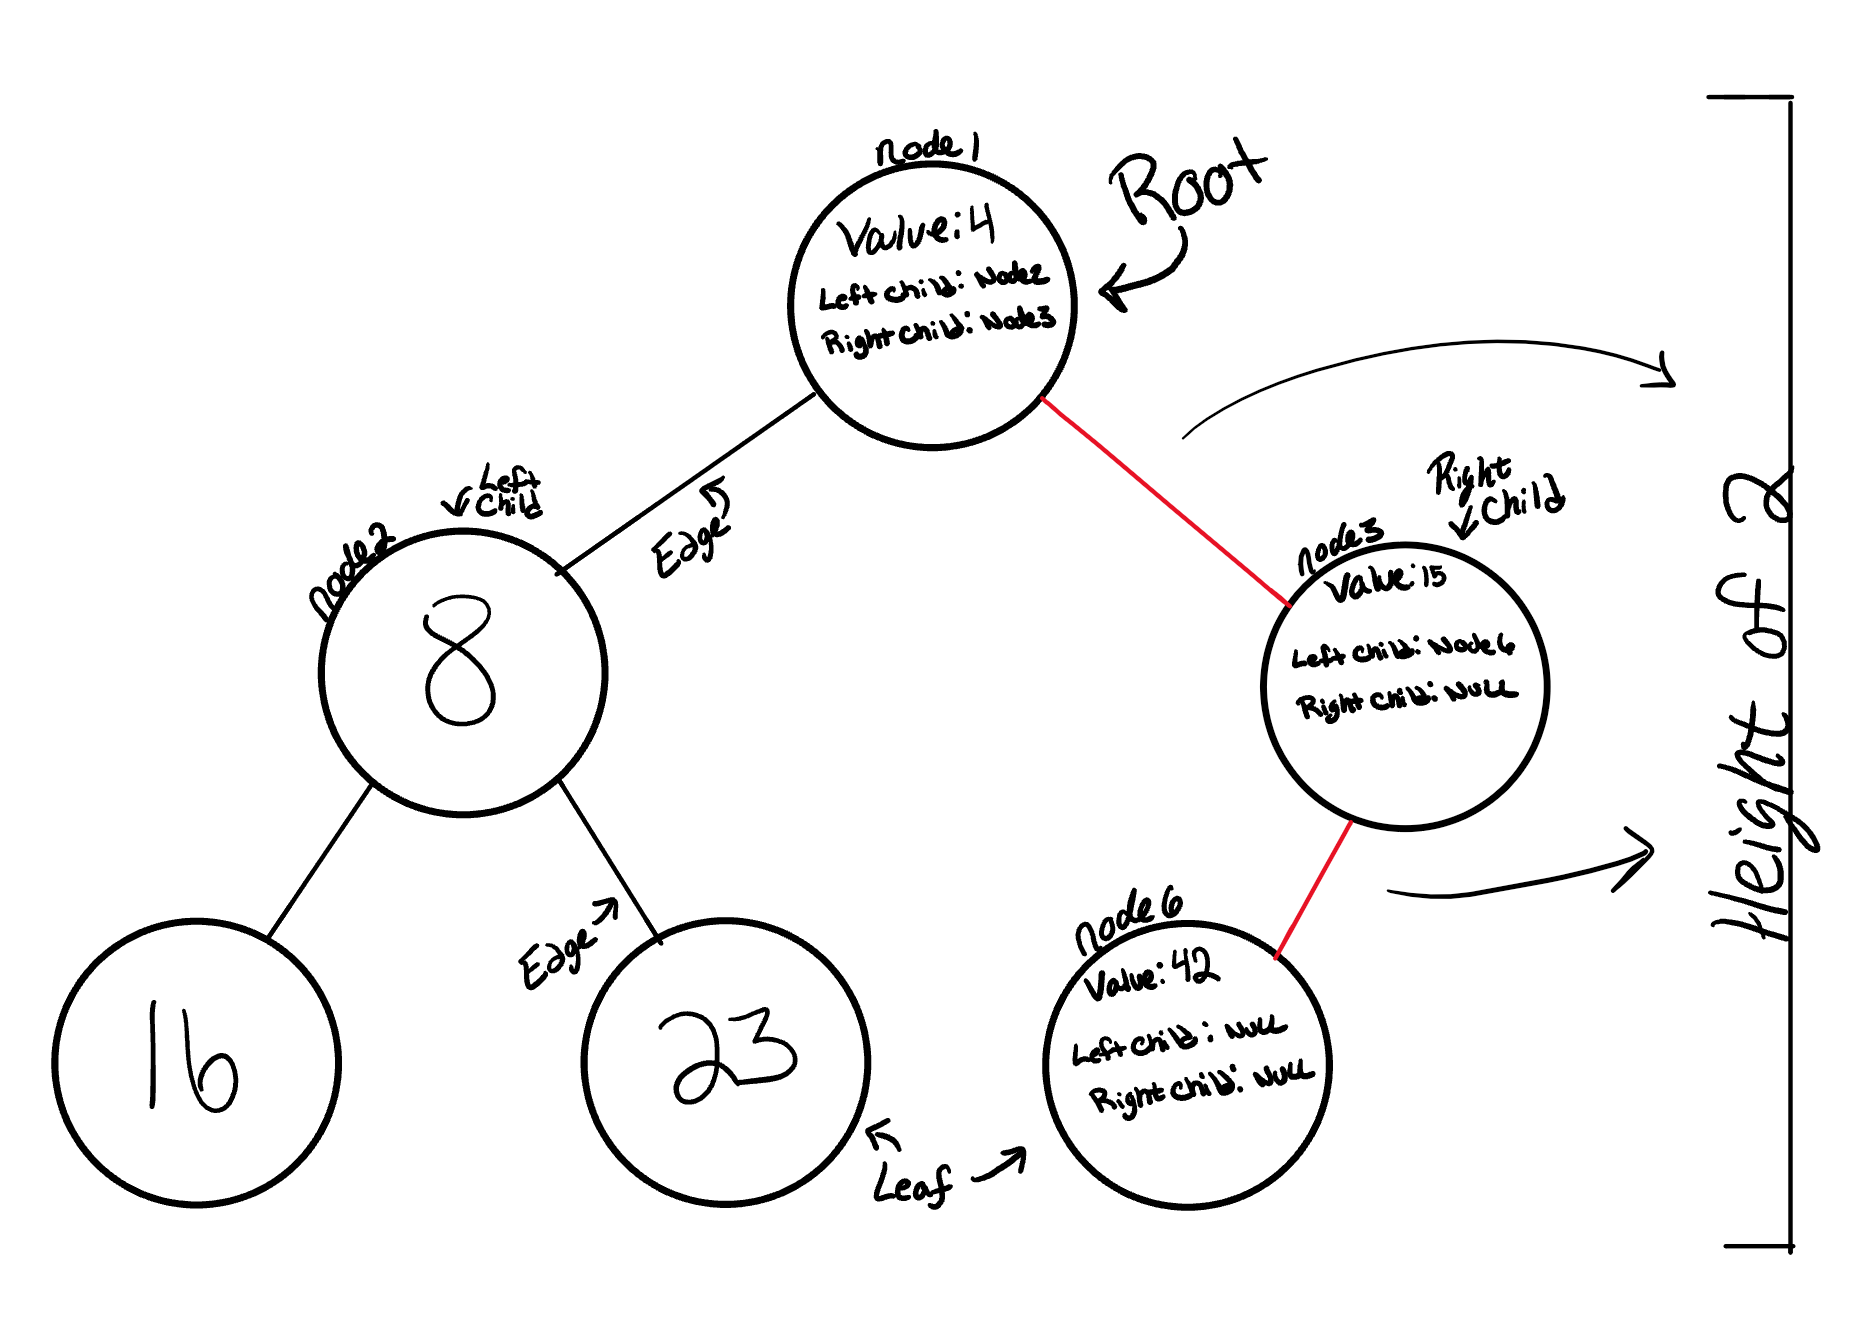 node 1
Root
Value: 4
Left Child: Node2
Right Child: Node3
Left
Child
Edge
node2
8
Right
Child
node3
Value: 15
Left Child: Node 6
Right Child: NULL
Height of 2
16
Edge
23
node 6
Value: 42
Left Child: NULL
Right Child: NULL
Leaf